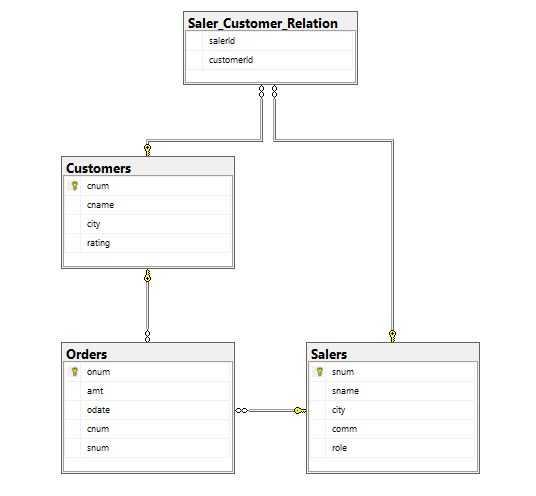 Saler_Customer_Relation
salerId
customerId
Customers
cnum
cname
city
rating
Orders
onum
amt
odate
cnum
snum
Salers
snum
sname
city
comm
role